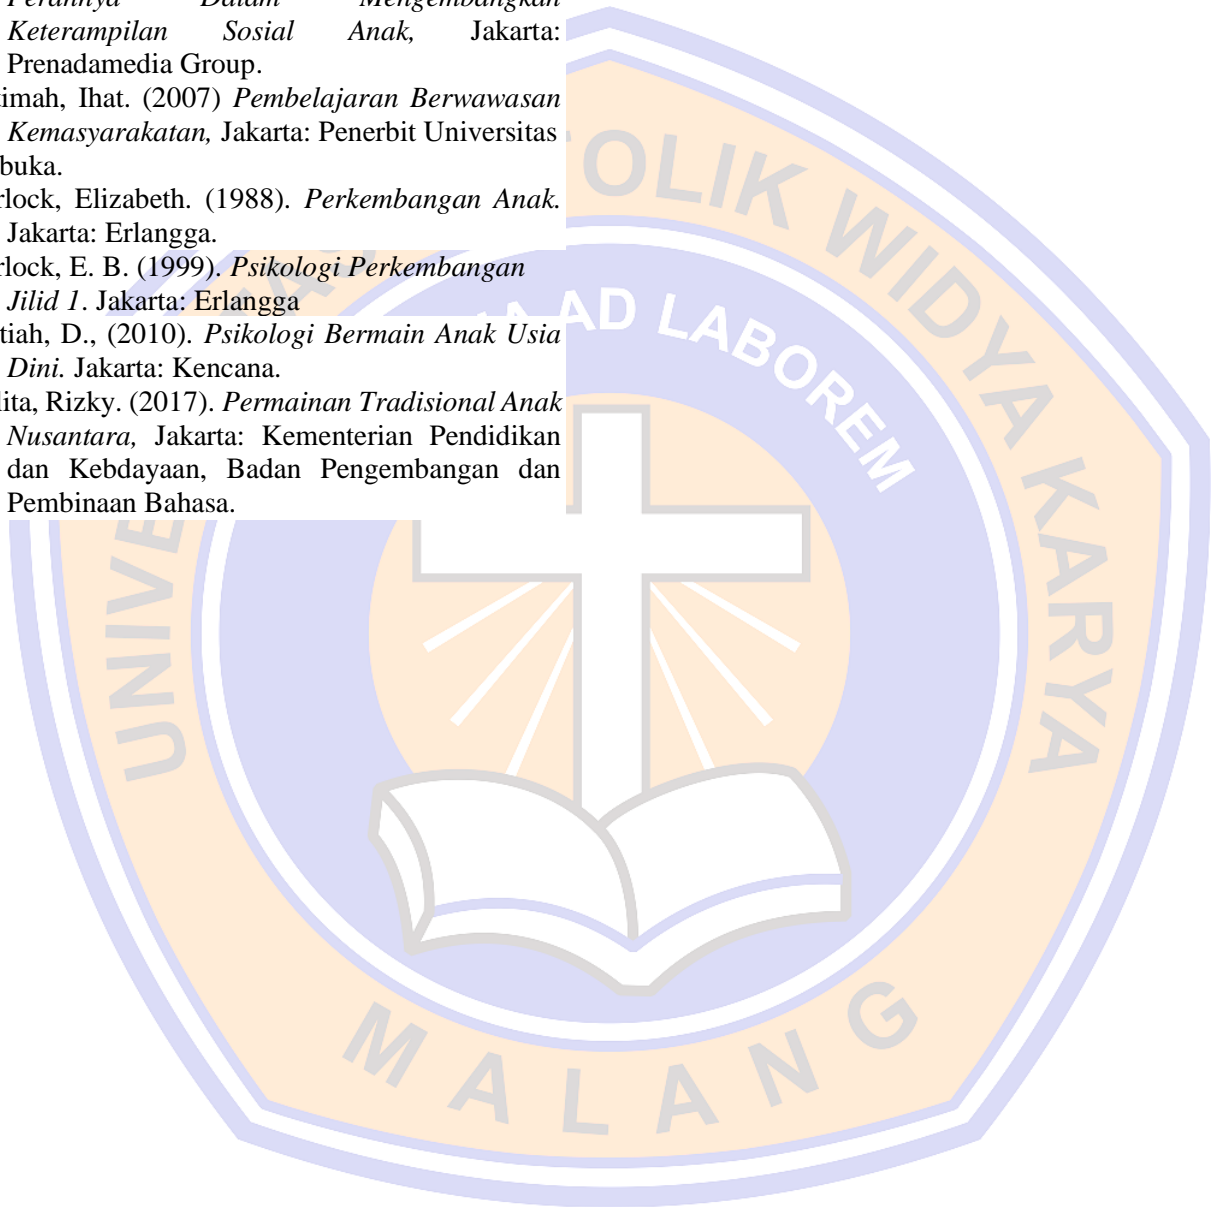 Perannya Dalam Mengembangkan
Keterampilan Sosial Anak, Jakarta:
Prenadamedia Group.
timah, Ihat. (2007) Pembelajaran Berwawasan
Kemasyarakatan, Jakarta: Penerbit Universitas
buka.
rlock, Elizabeth. (1988). Perkembangan Anak.
Jakarta: Erlangga.
rlock, E. B. (1999). Psikologi Perkembangan
Jilid 1. Jakarta: Erlangga
tiah, D., (2010). Psikologi Bermain Anak Usia
Dini. Jakarta: Kencana.
lita, Rizky. (2017). Permainan Tradisional Anak
Nusantara, Jakarta: Kementerian Pendidikan
dan Kebdayaan, Badan Pengembangan dan
Pembinaan Bahasa.
OLIK WIDYA KARYA
AD LABOREM
UNIVE
MALANG